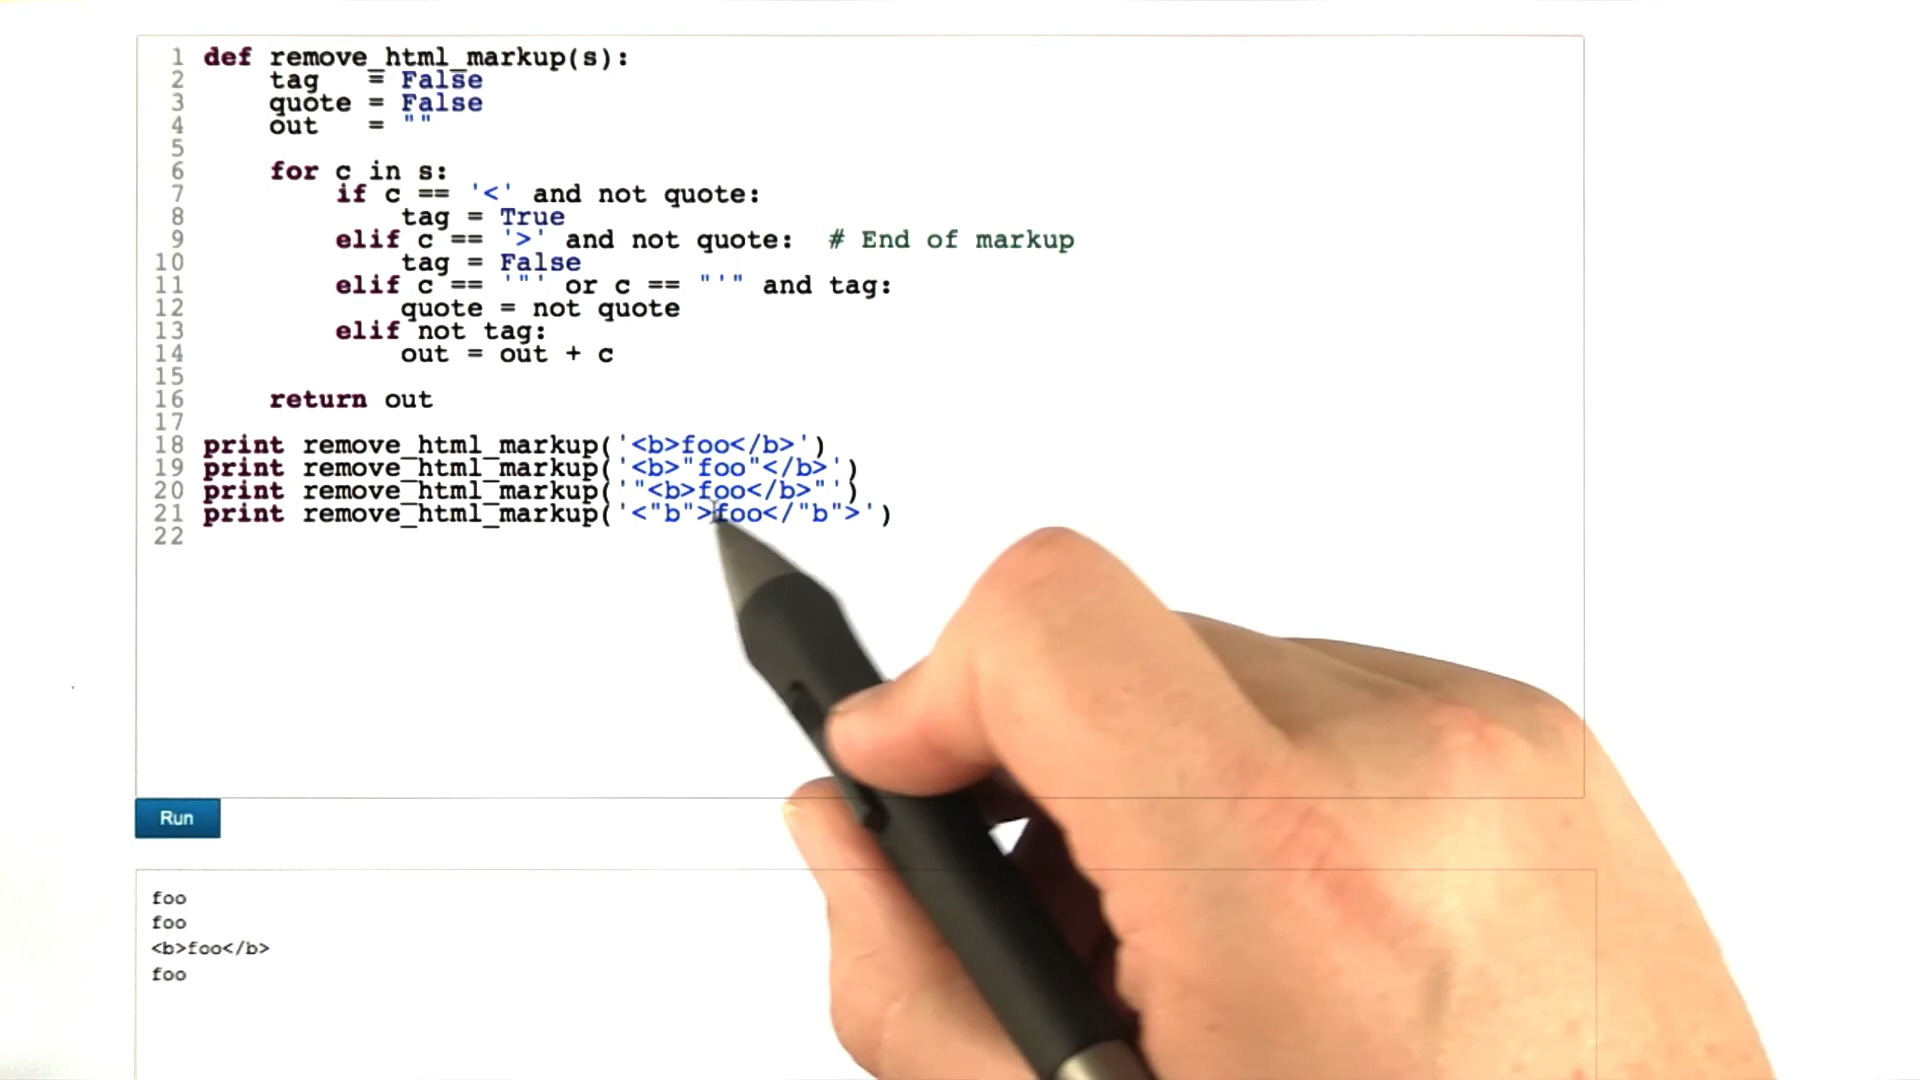 1 def remove_html_markup(s):
2     tag   = False
3     quote = False
4     out   = ""
5
6     for c in s:
7         if c == '<' and not quote:
8             tag = True
9         elif c == '>' and not quote:  # End of markup
10             tag = False
11         elif c == '"' or c == "'" and tag:
12             quote = not quote
13         elif not tag:
14             out = out + c
15
16     return out
17
18 print remove_html_markup('<b>foo</b>')
19 print remove_html_markup('<b>"foo"</b>')
20 print remove_html_markup('"<b>foo</b>"')
21 print remove_html_markup('<"b">foo</"b">')
22
Run
foo
foo
<b>foo</b>
foo